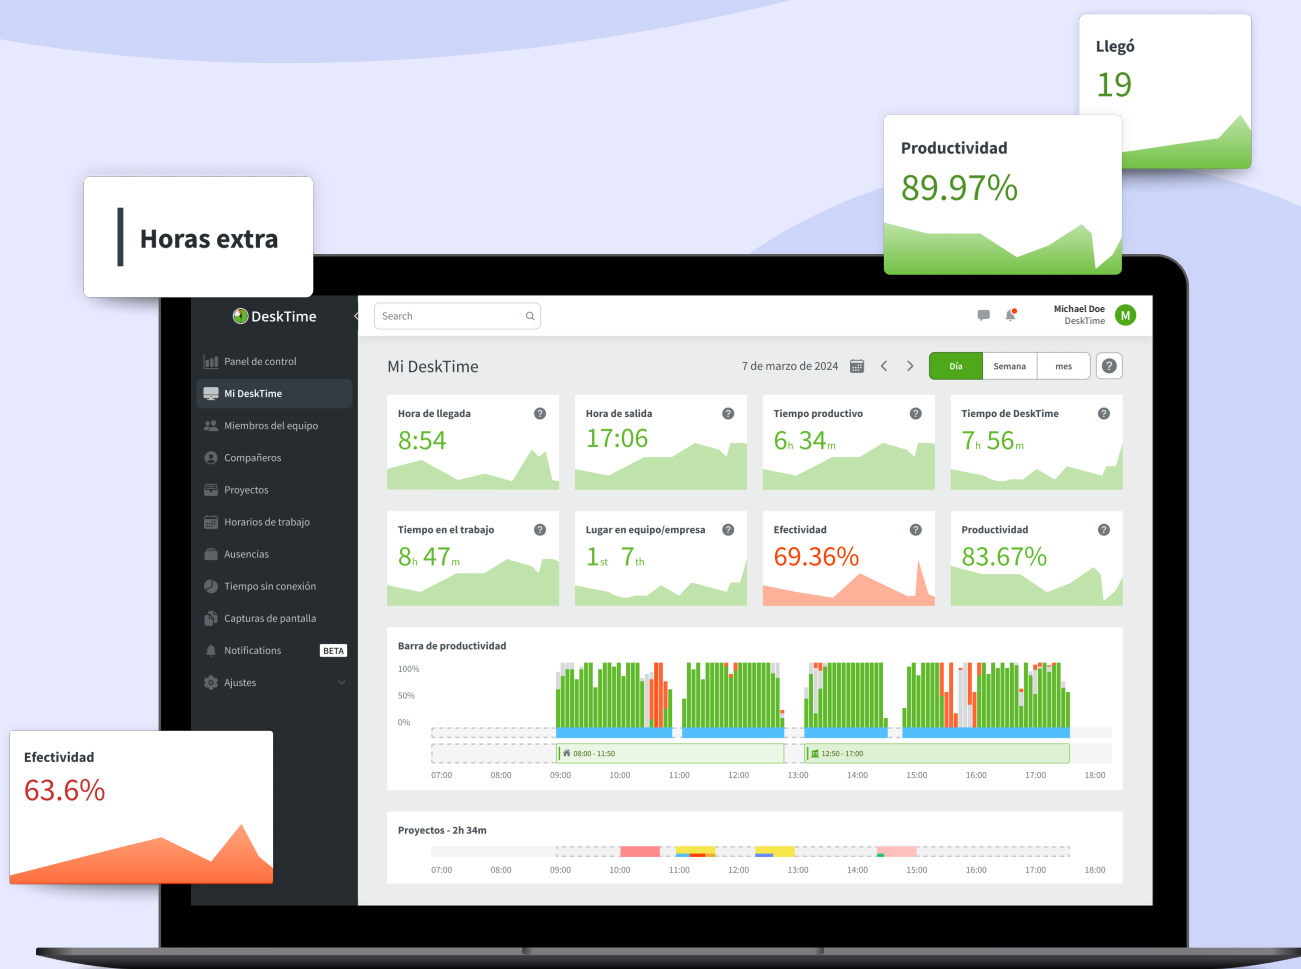 Llegó
19
Productividad
89.97%
Horas extra
DeskTime
Search
Michael Doe
DeskTime
M
Panel de control
Mi DeskTime
Miembros del equipo
Compañeros
Proyectos
Horarios de trabajo
Ausencias
Tiempo sin conexión
Capturas de pantalla
Notifications BETA
Ajustes
Mi DeskTime
7 de marzo de 2024
Día Semana mes ?
Hora de llegada ?
8:54
Hora de salida ?
17:06
Tiempo productivo ?
6h 34m
Tiempo de DeskTime ?
7h 56m
Tiempo en el trabajo ?
8h 47m
Lugar en equipo/empresa ?
1st 7th
Efectividad ?
69.36%
Productividad ?
83.67%
Barra de productividad
100%
50%
0%
08:00 - 11:50 12:50 - 17:00
07:00 08:00 09:00 10:00 11:00 12:00 13:00 14:00 15:00 16:00 17:00 18:00
Proyectos - 2h 34m
07:00 08:00 09:00 10:00 11:00 12:00 13:00 14:00 15:00 16:00 17:00 18:00
Efectividad
63.6%